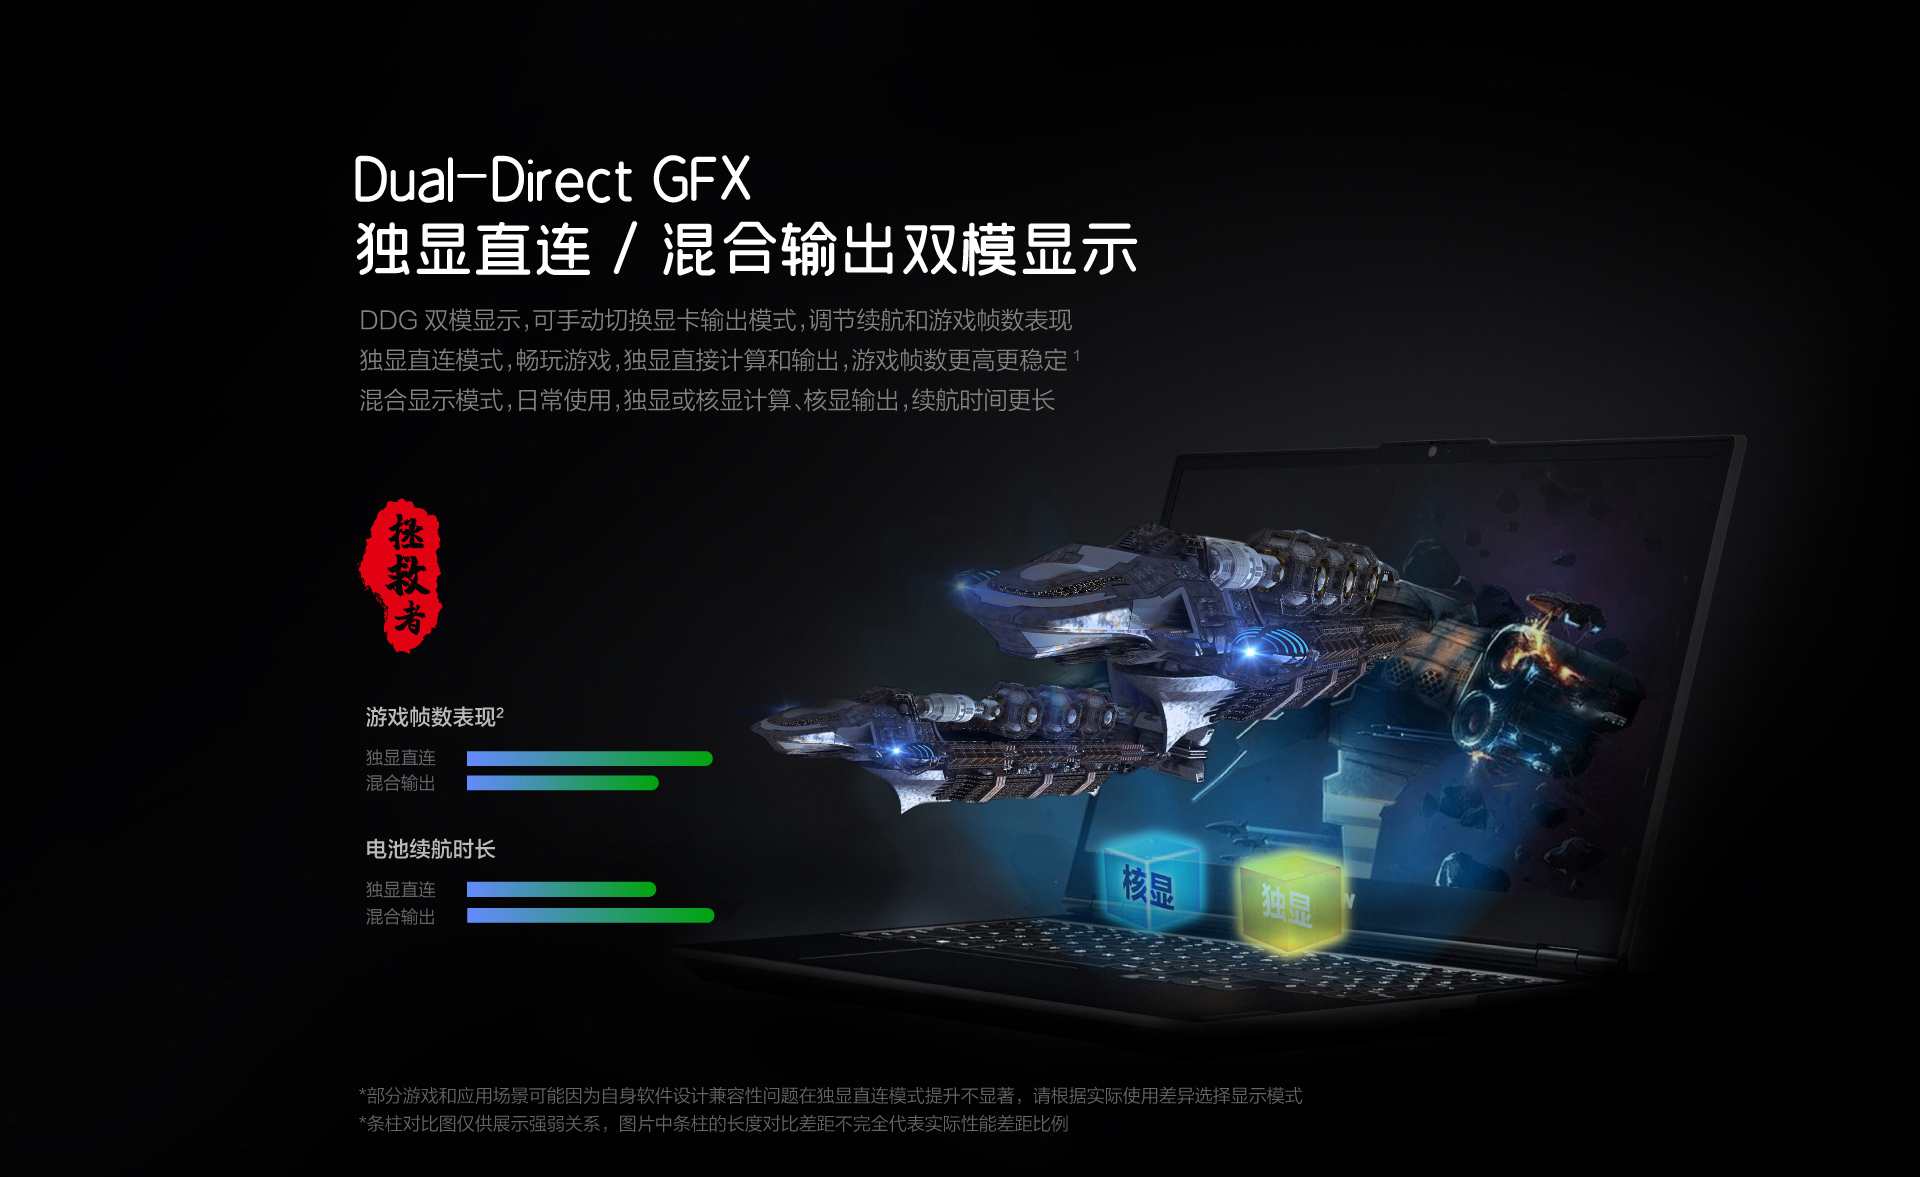 Dual-Direct GFX
独显直连 / 混合输出双模显示
DDG 双模显示，可手动切换显卡输出模式，调节续航和游戏帧数表现
独显直连模式，畅玩游戏，独显直接计算和输出，游戏帧数更高更稳定 1
混合显示模式，日常使用，独显或核显计算、核显输出，续航时间更长
拯救者
游戏帧数表现2
独显直连
混合输出
电池续航时长
独显直连
混合输出
核显
独显
*部分游戏和应用场景可能因为自身软件设计兼容性问题在独显直连模式提升不显著，请根据实际使用差异选择显示模式
*条柱对比图仅供展示强弱关系，图片中条柱的长度对比差距不完全代表实际性能差距比例